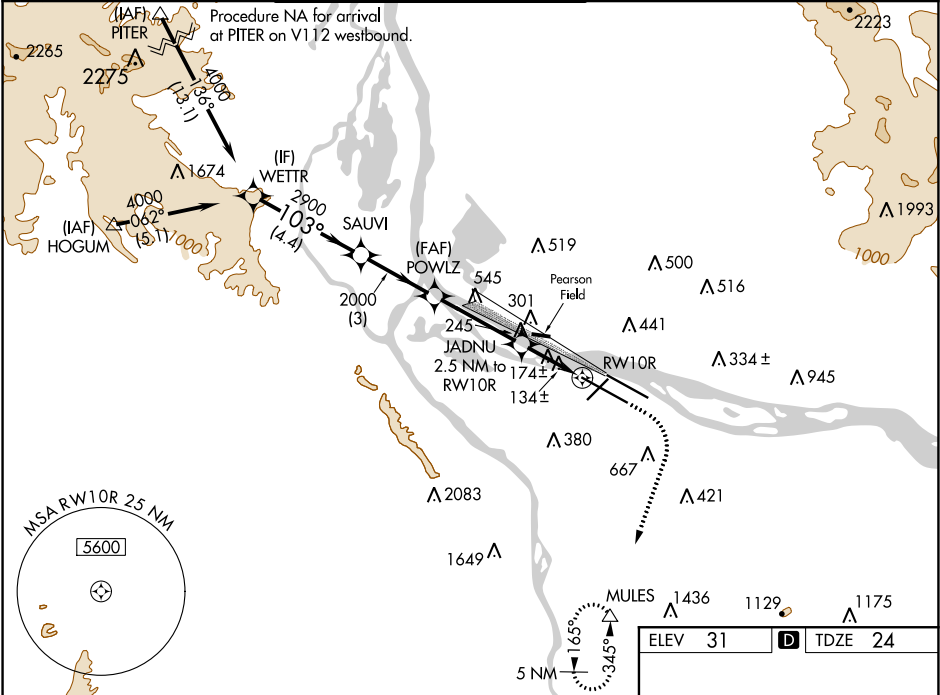 (IAF)
PITER
Procedure NA for arrival
at PITER on V112 westbound.
2265
2275
2223
4000
136°
(13.1)
1674
(IF)
WETTR
4000
062°
(5.1)
(IAF)
HOGUM
1000
2900
103°
(4.4)
SAUVI
1993
1000
(FAF)
POWLZ
519
500
516
2000
(3)
545
Pearson
Field
301
245
441
JADNU
2.5 NM to
RW10R
174±
134±
RW10R
334±
945
380
667
421
2083
1649
MSA RW10R 25 NM
5600
MULES
1436
1129
1175
165°
345°
5 NM
ELEV 31
D
TDZE 24